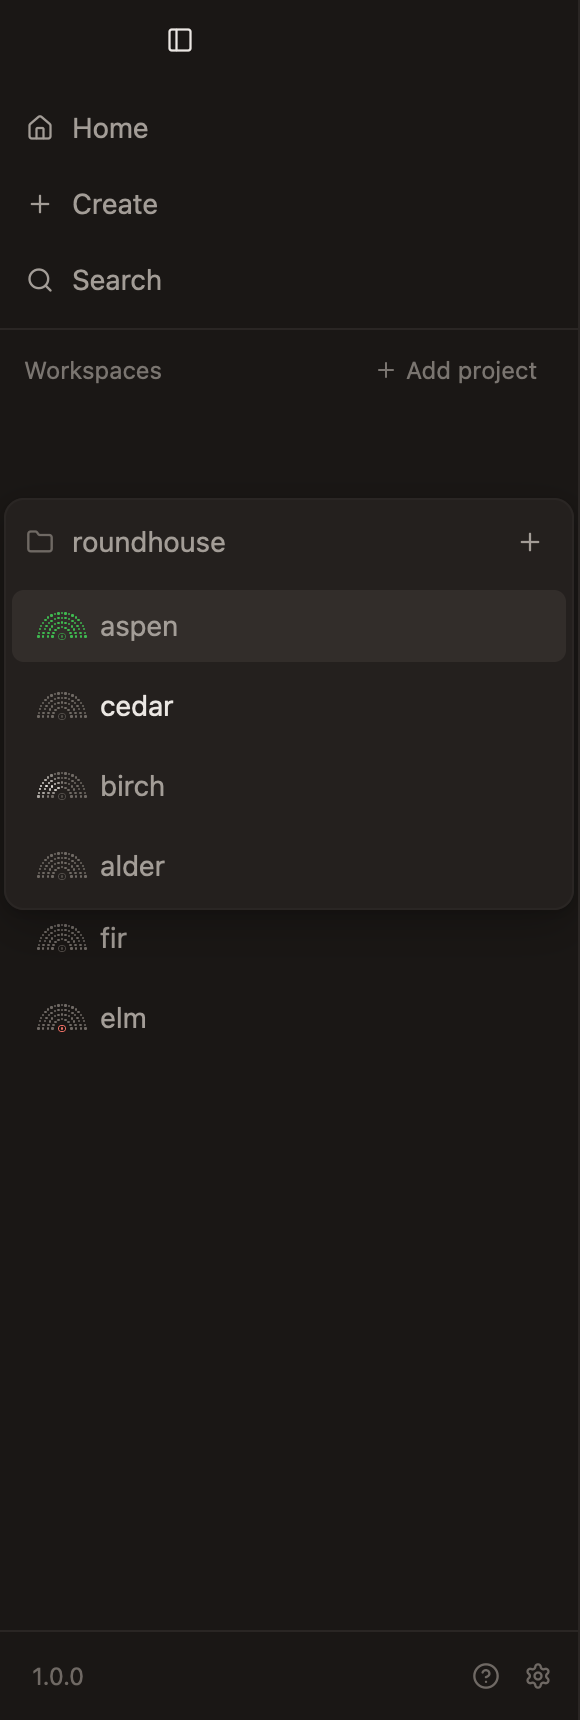 Home
Create
Search
Workspaces + Add project
roundhouse
aspen
cedar
birch
alder
fir
elm
1.0.0